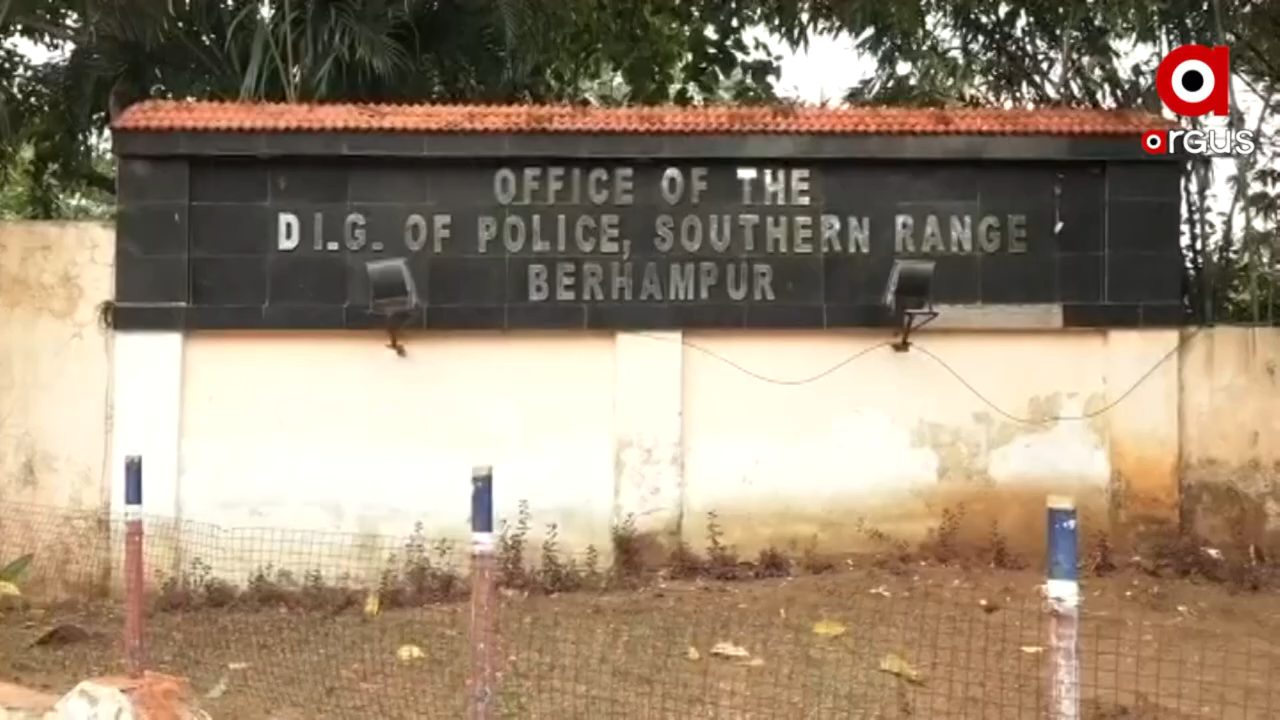 OFFICE OF THE
D.I.G. OF POLICE, SOUTHERN RANGE
BERHAMPUR
argus